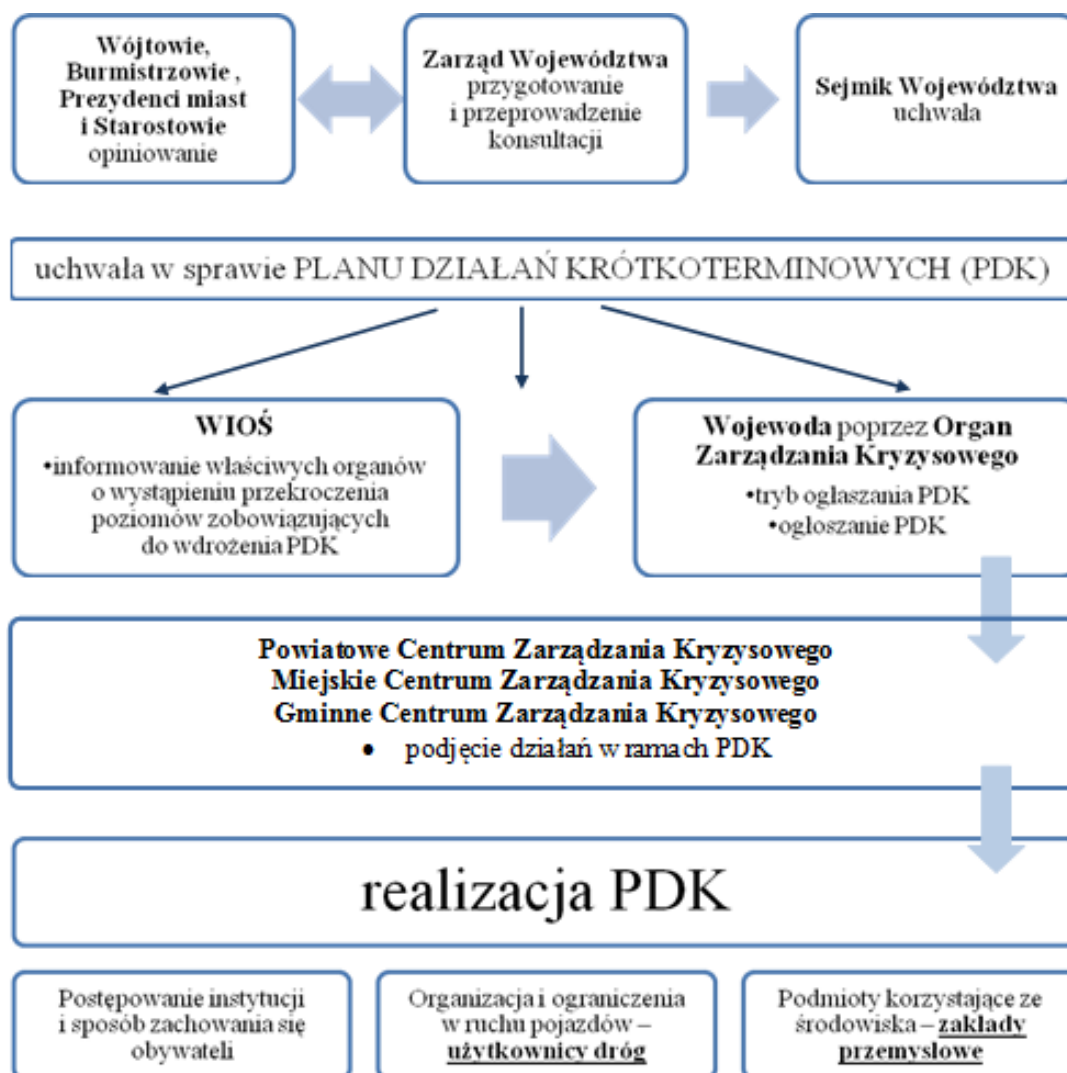 Wójtowie,
Burmistrzowie ,
Prezydenci miast
i Starostowie
opiniowanie
Zarząd Województwa
przygotowanie
i przeprowadzenie
konsultacji
Sejmik Województwa
uchwała
uchwała w sprawie PLANU DZIAŁAŃ KRÓTKOTERMINOWYCH (PDK)
WIOŚ
•informowanie właściwych organów
o wystąpieniu przekroczenia
poziomów zobowiązujących
do wdrożenia PDK
Wojewoda poprzez Organ
Zarządzania Kryzysowego
•tryb ogłaszania PDK
•ogłoszanie PDK
Powiatowe Centrum Zarządzania Kryzysowego
Miejskie Centrum Zarządzania Kryzysowego
Gminne Centrum Zarządzania Kryzysowego
• podjęcie działań w ramach PDK
realizacja PDK
Postępowanie instytucji
i sposób zachowania się
obywateli
Organizacja i ograniczenia
w ruchu pojazdów –
użytkownicy dróg
Podmioty korzystające ze
środowiska – zakłady
przemysłowe